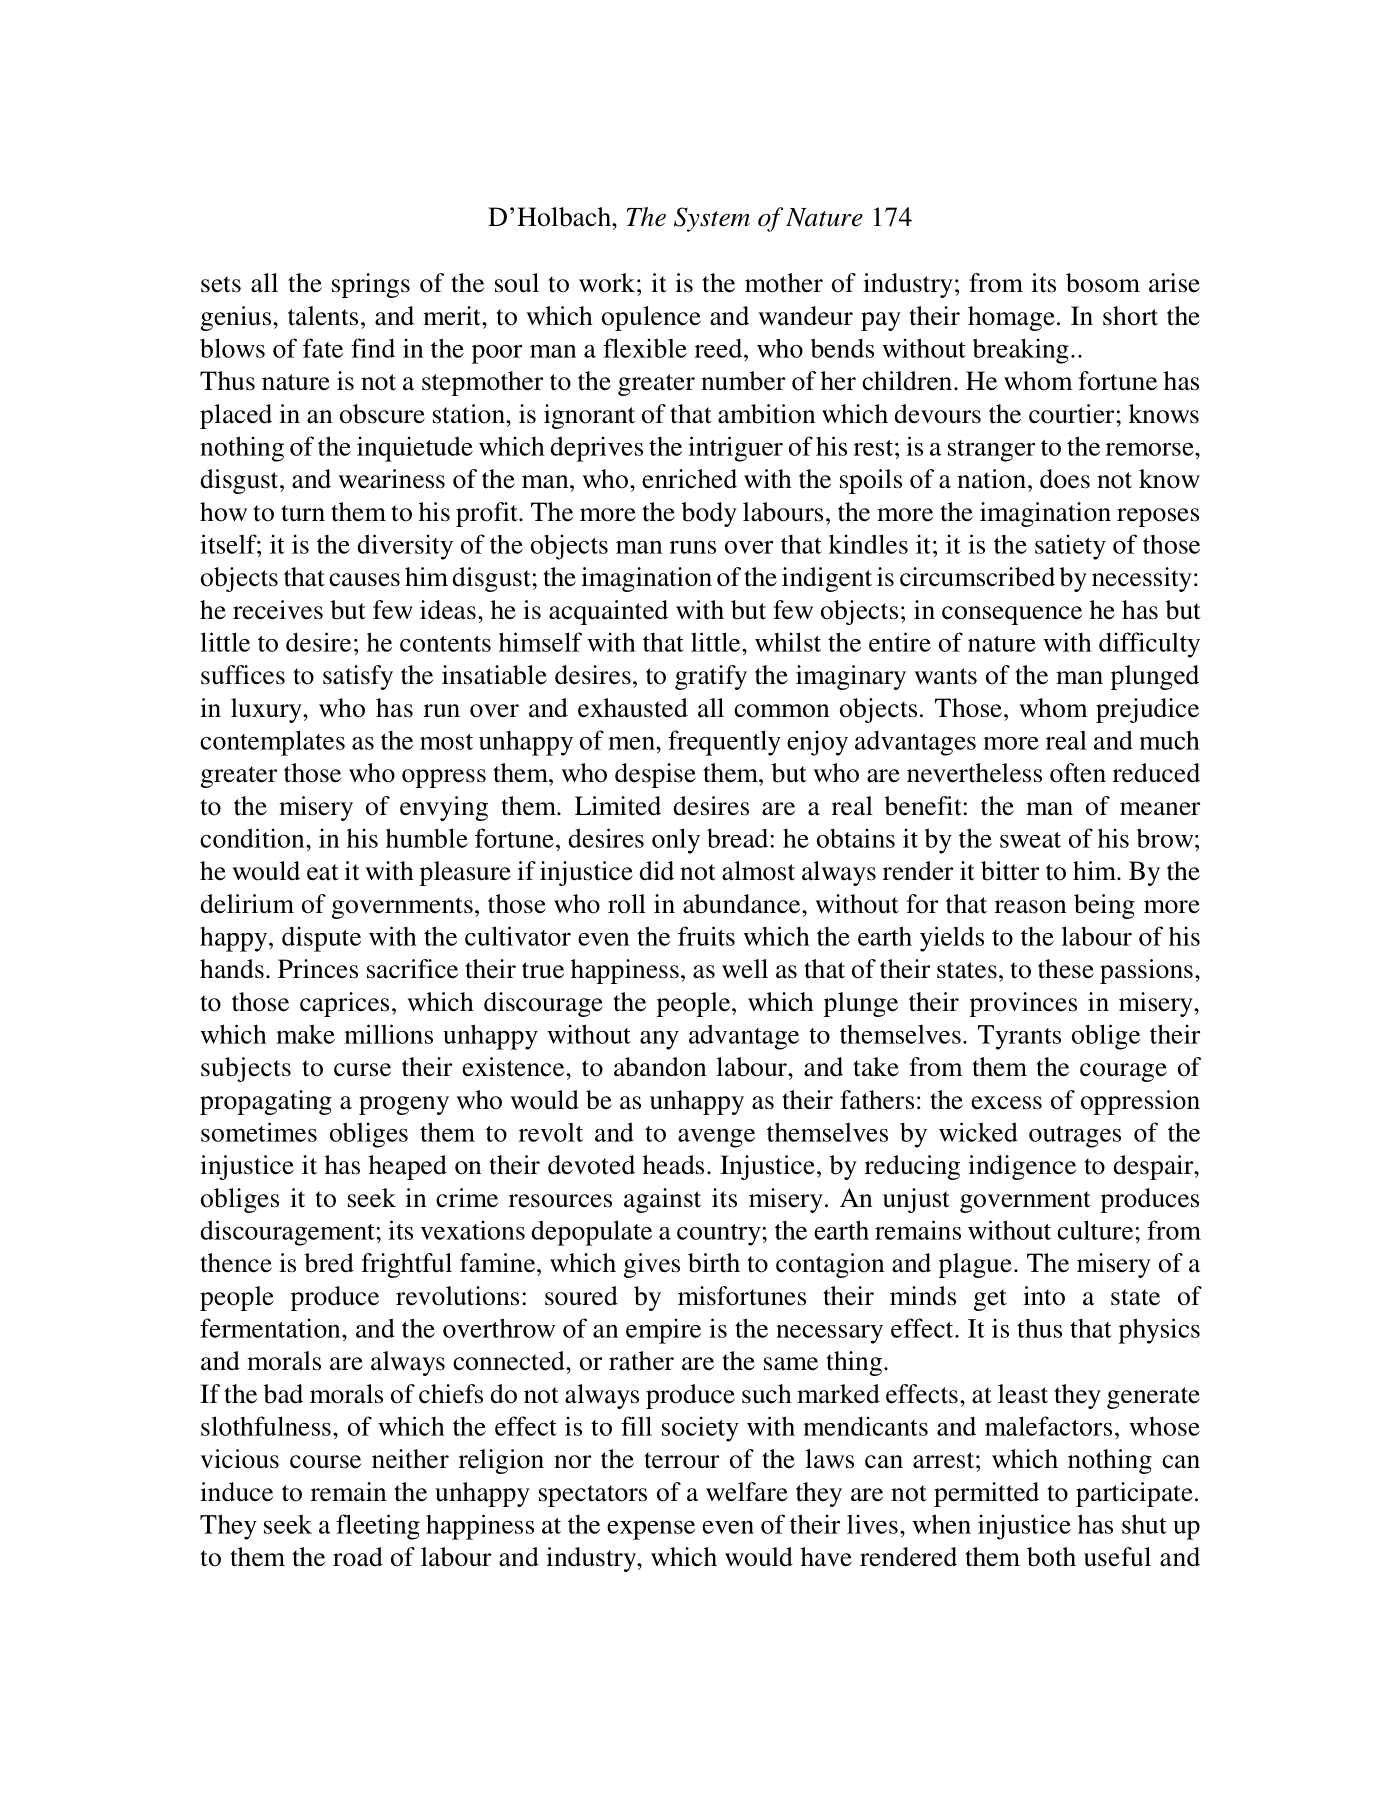 D’Holbach, The System of Nature 174
sets all the springs of the soul to work; it is the mother of industry; from its bosom arise
genius, talents, and merit, to which opulence and wandeur pay their homage. In short the
blows of fate find in the poor man a flexible reed, who bends without breaking..
Thus nature is not a stepmother to the greater number of her children. He whom fortune has
placed in an obscure station, is ignorant of that ambition which devours the courtier; knows
nothing of the inquietude which deprives the intriguer of his rest; is a stranger to the remorse,
disgust, and weariness of the man, who, enriched with the spoils of a nation, does not know
how to turn them to his profit. The more the body labours, the more the imagination reposes
itself; it is the diversity of the objects man runs over that kindles it; it is the satiety of those
objects that causes him disgust; the imagination of the indigent is circumscribed by necessity:
he receives but few ideas, he is acquainted with but few objects; in consequence he has but
little to desire; he contents himself with that little, whilst the entire of nature with difficulty
suffices to satisfy the insatiable desires, to gratify the imaginary wants of the man plunged
in luxury, who has run over and exhausted all common objects. Those, whom prejudice
contemplates as the most unhappy of men, frequently enjoy advantages more real and much
greater those who oppress them, who despise them, but who are nevertheless often reduced
to the misery of envying them. Limited desires are a real benefit: the man of meaner
condition, in his humble fortune, desires only bread: he obtains it by the sweat of his brow;
he would eat it with pleasure if injustice did not almost always render it bitter to him. By the
delirium of governments, those who roll in abundance, without for that reason being more
happy, dispute with the cultivator even the fruits which the earth yields to the labour of his
hands. Princes sacrifice their true happiness, as well as that of their states, to these passions,
to those caprices, which discourage the people, which plunge their provinces in misery,
which make millions unhappy without any advantage to themselves. Tyrants oblige their
subjects to curse their existence, to abandon labour, and take from them the courage of
propagating a progeny who would be as unhappy as their fathers: the excess of oppression
sometimes obliges them to revolt and to avenge themselves by wicked outrages of the
injustice it has heaped on their devoted heads. Injustice, by reducing indigence to despair,
obliges it to seek in crime resources against its misery. An unjust government produces
discouragement; its vexations depopulate a country; the earth remains without culture; from
thence is bred frightful famine, which gives birth to contagion and plague. The misery of a
people produce revolutions: soured by misfortunes their minds get into a state of
fermentation, and the overthrow of an empire is the necessary effect. It is thus that physics
and morals are always connected, or rather are the same thing.
If the bad morals of chiefs do not always produce such marked effects, at least they generate
slothfulness, of which the effect is to fill society with mendicants and malefactors, whose
vicious course neither religion nor the terrour of the laws can arrest; which nothing can
induce to remain the unhappy spectators of a welfare they are not permitted to participate.
They seek a fleeting happiness at the expense even of their lives, when injustice has shut up
to them the road of labour and industry, which would have rendered them both useful and